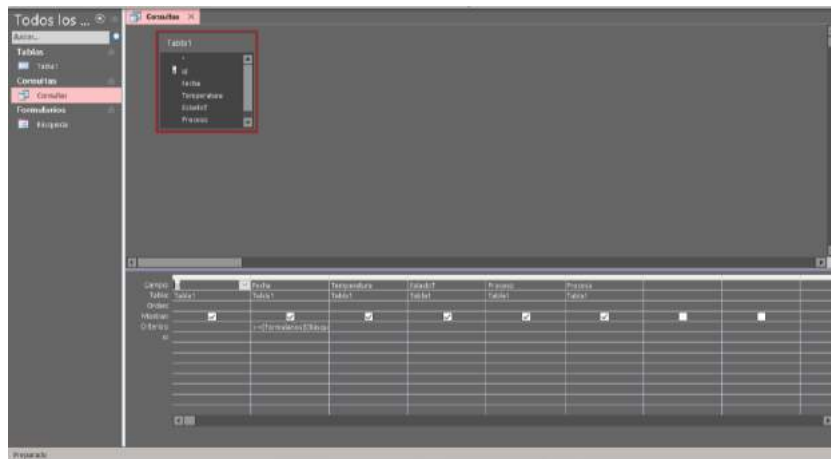 Todos los ...
Tablas
Tabla1
Consultas
Consultas
Formularios
Búsqueda
Consultas
Tabla1
*
id
Fecha
Temperatura
EstadoT
Proceso
Campo: Fecha Temperatura EstadoT Proceso Proceso
Tabla: Tabla1 Tabla1 Tabla1 Tabla1 Tabla1 Tabla1
Orden:
Mostrar:
Criterios:
o:
Preparado